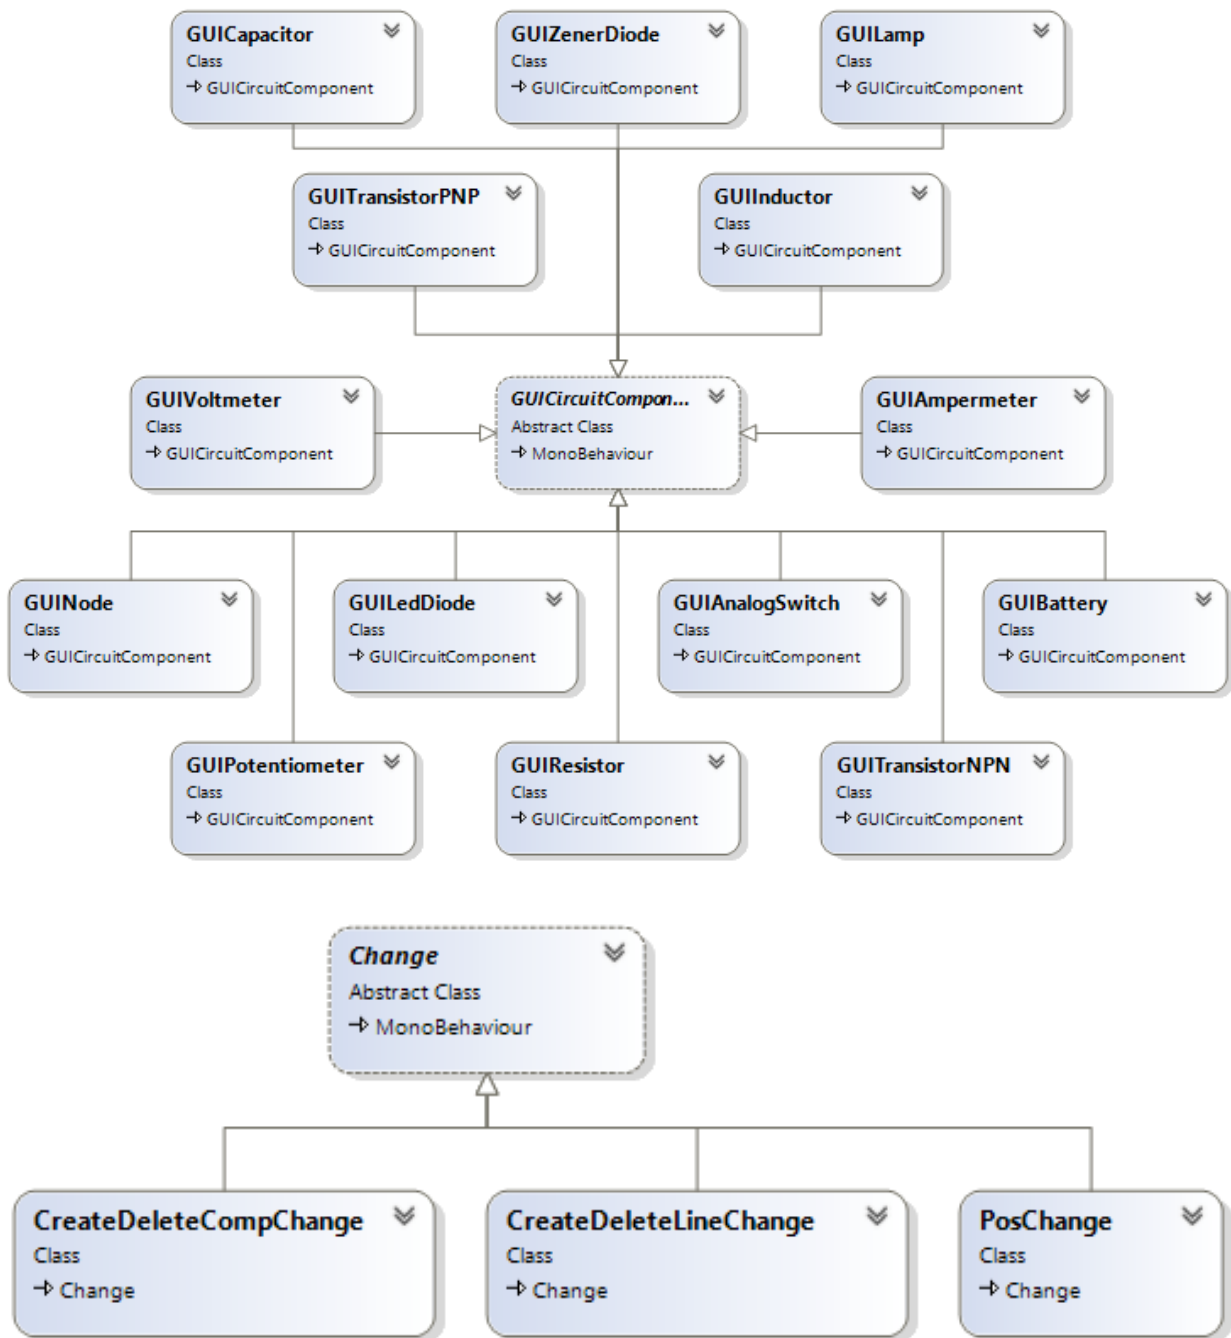 GUICapacitor
Class
GUICircuitComponent
GUIZenerDiode
Class
GUICircuitComponent
GUILamp
Class
GUICircuitComponent
GUITransistorPNP
Class
GUICircuitComponent
GUIInductor
Class
GUICircuitComponent
GUIVoltmeter
Class
GUICircuitComponent
GUICircuitCompon...
Abstract Class
MonoBehaviour
GUIAmpermeter
Class
GUICircuitComponent
GUINode
Class
GUICircuitComponent
GUILedDiode
Class
GUICircuitComponent
GUIAnalogSwitch
Class
GUICircuitComponent
GUIBattery
Class
GUICircuitComponent
GUIPotentiometer
Class
GUICircuitComponent
GUIResistor
Class
GUICircuitComponent
GUITransistorNPN
Class
GUICircuitComponent
Change
Abstract Class
MonoBehaviour
CreateDeleteCompChange
Class
Change
CreateDeleteLineChange
Class
Change
PosChange
Class
Change